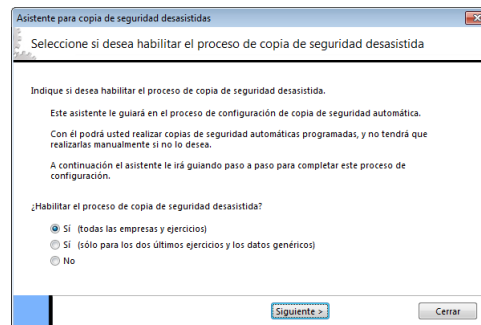 Asistente para copia de seguridad desasistidas
Seleccione si desea habilitar el proceso de copia de seguridad desasistida
Indique si desea habilitar el proceso de copia de seguridad desasistida.
Este asistente le guiará en el proceso de configuración de copia de seguridad automática.
Con él podrá usted realizar copias de seguridad automáticas programadas, y no tendrá que
realizarlas manualmente si no lo desea.
A continuación el asistente le irá guiando paso a paso para completar este proceso de
configuración.
¿Habilitar el proceso de copia de seguridad desasistida?
Sí (todas las empresas y ejercicios)
Sí (sólo para los dos últimos ejercicios y los datos genéricos)
No
Siguiente >
Cerrar